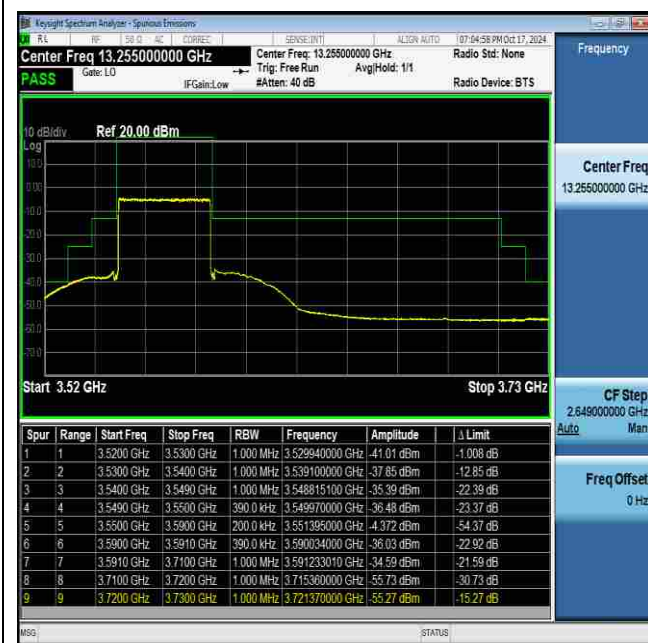 Keysight Spectrum Analyzer - Spurious Emissions
RL RF 50 Ω AC CORREC SENSE:INT ALIGN AUTO 07:04:58 PM Oct 17, 2024
Center Freq 13.255000000 GHz
Center Freq: 13.255000000 GHz Radio Std: None
Gate: LO Trig: Free Run Avg|Hold: 1/1
PASS IFGain:Low #Atten: 40 dB Radio Device: BTS
10 dB/div Ref 20.00 dBm
Log
10.0
0.00
-10.0
-20.0
-30.0
-40.0
-50.0
-60.0
-70.0
Start 3.52 GHz Stop 3.73 GHz
Spur Range Start Freq Stop Freq RBW Frequency Amplitude Δ Limit
1 1 3.5200 GHz 3.5300 GHz 1.000 MHz 3.529940000 GHz -41.01 dBm -1.008 dB
2 2 3.5300 GHz 3.5400 GHz 1.000 MHz 3.539100000 GHz -37.85 dBm -12.85 dB
3 3 3.5400 GHz 3.5490 GHz 1.000 MHz 3.548815100 GHz -35.39 dBm -22.39 dB
4 4 3.5490 GHz 3.5500 GHz 390.0 kHz 3.549970000 GHz -36.48 dBm -23.37 dB
5 5 3.5500 GHz 3.5900 GHz 200.0 kHz 3.551395000 GHz -4.372 dBm -54.37 dB
6 6 3.5900 GHz 3.5910 GHz 390.0 kHz 3.590034000 GHz -36.03 dBm -22.92 dB
7 7 3.5910 GHz 3.7100 GHz 1.000 MHz 3.591233010 GHz -34.59 dBm -21.59 dB
8 8 3.7100 GHz 3.7200 GHz 1.000 MHz 3.715360000 GHz -55.73 dBm -30.73 dB
9 9 3.7200 GHz 3.7300 GHz 1.000 MHz 3.721370000 GHz -55.27 dBm -15.27 dB
MSG STATUS
Frequency
Center Freq
13.255000000 GHz
CF Step
2.649000000 GHz
Auto Man
Freq Offset
0 Hz